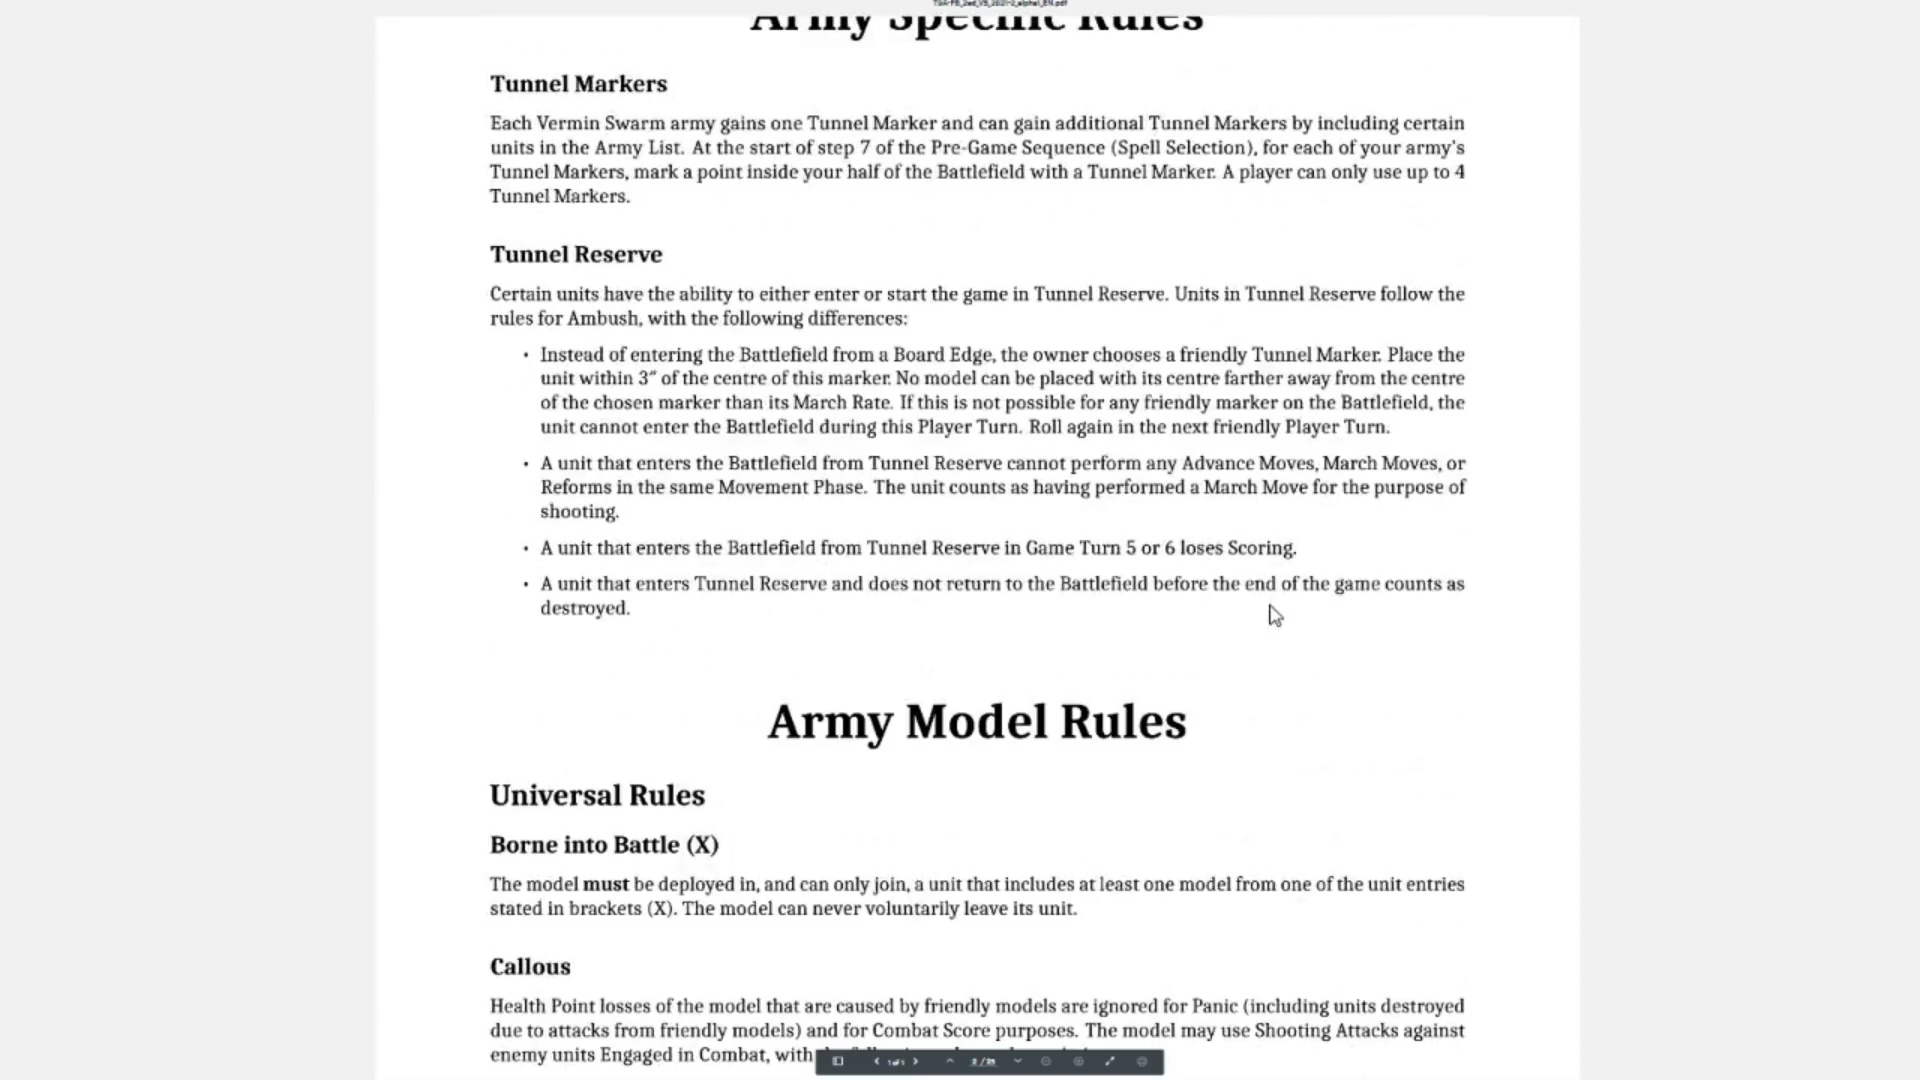 Army Specific Rules
Tunnel Markers
Each Vermin Swarm army gains one Tunnel Marker and can gain additional Tunnel Markers by including certain
units in the Army List. At the start of step 7 of the Pre-Game Sequence (Spell Selection), for each of your army's
Tunnel Markers, mark a point inside your half of the Battlefield with a Tunnel Marker. A player can only use up to 4
Tunnel Markers.
Tunnel Reserve
Certain units have the ability to either enter or start the game in Tunnel Reserve. Units in Tunnel Reserve follow the
rules for Ambush, with the following differences:
• Instead of entering the Battlefield from a Board Edge, the owner chooses a friendly Tunnel Marker. Place the
unit within 3″ of the centre of this marker. No model can be placed with its centre farther away from the centre
of the chosen marker than its March Rate. If this is not possible for any friendly marker on the Battlefield, the
unit cannot enter the Battlefield during this Player Turn. Roll again in the next friendly Player Turn.
• A unit that enters the Battlefield from Tunnel Reserve cannot perform any Advance Moves, March Moves, or
Reforms in the same Movement Phase. The unit counts as having performed a March Move for the purpose of
shooting.
• A unit that enters the Battlefield from Tunnel Reserve in Game Turn 5 or 6 loses Scoring.
• A unit that enters Tunnel Reserve and does not return to the Battlefield before the end of the game counts as
destroyed.
Army Model Rules
Universal Rules
Borne into Battle (X)
The model must be deployed in, and can only join, a unit that includes at least one model from one of the unit entries
stated in brackets (X). The model can never voluntarily leave its unit.
Callous
Health Point losses of the model that are caused by friendly models are ignored for Panic (including units destroyed
due to attacks from friendly models) and for Combat Score purposes. The model may use Shooting Attacks against
enemy units Engaged in Combat, with